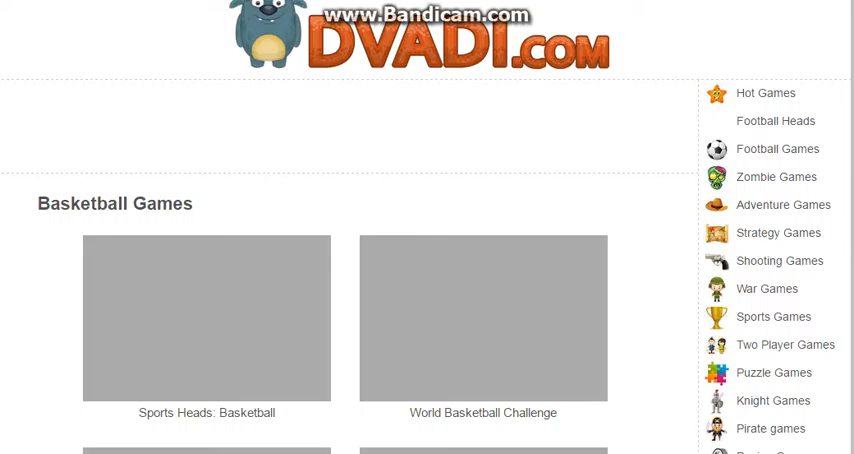 www.Bandicam.com
DVADI.COM
Hot Games
Football Heads
Football Games
Zombie Games
Adventure Games
Strategy Games
Shooting Games
War Games
Sports Games
Two Player Games
Puzzle Games
Knight Games
Pirate games
Basketball Games
Sports Heads: Basketball
World Basketball Challenge